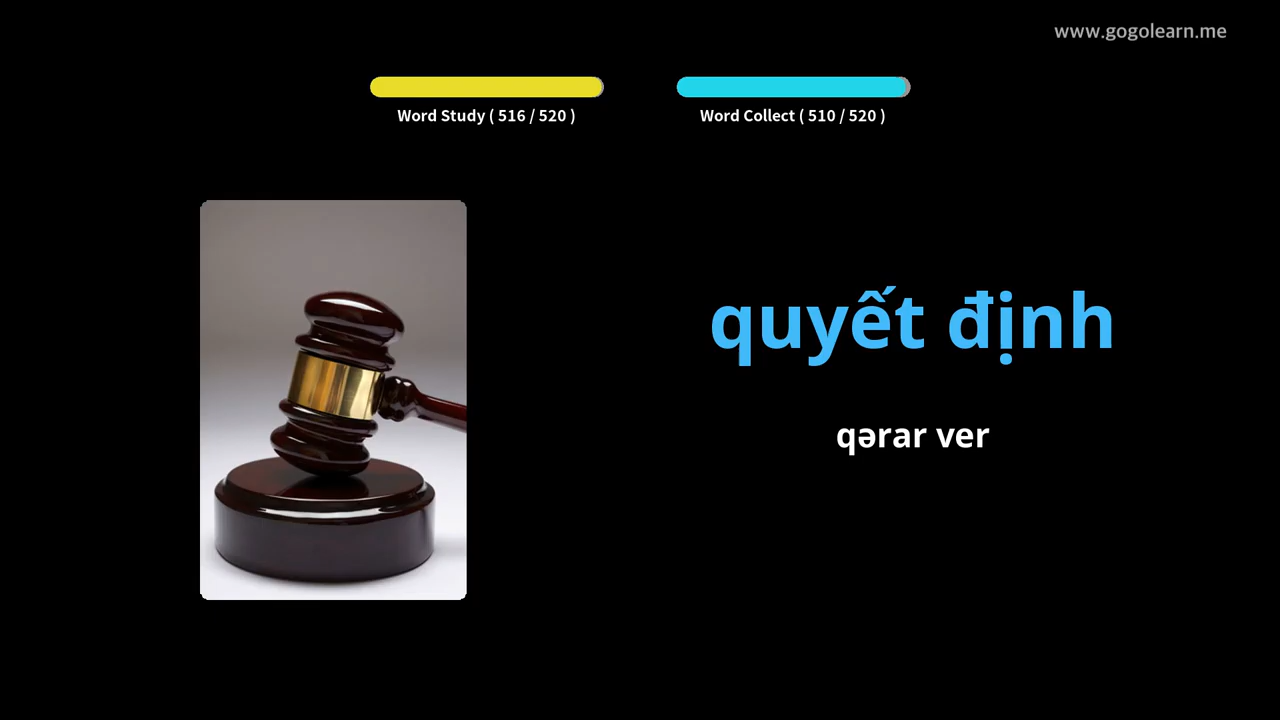 www.gogolearn.me
Word Study ( 516 / 520 )
Word Collect ( 510 / 520 )
quyết định
qərar ver